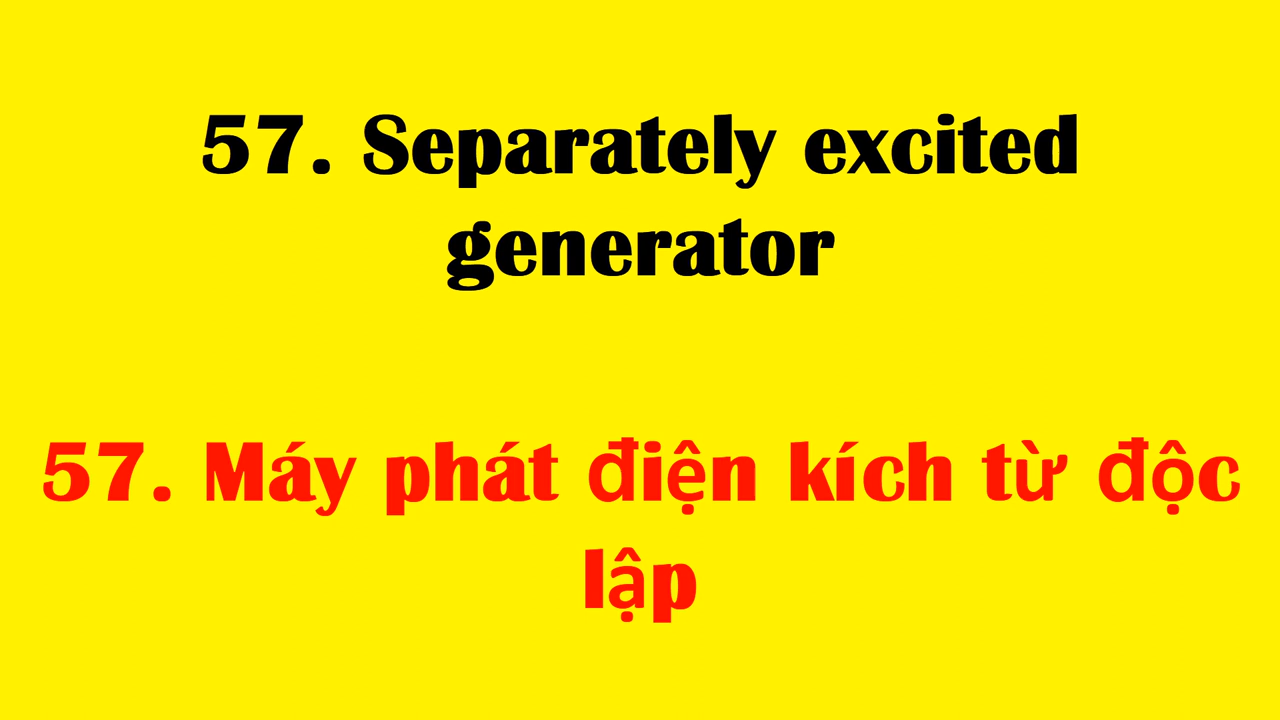 57. Separately excited
generator
57. Máy phát điện kích từ độc
lập